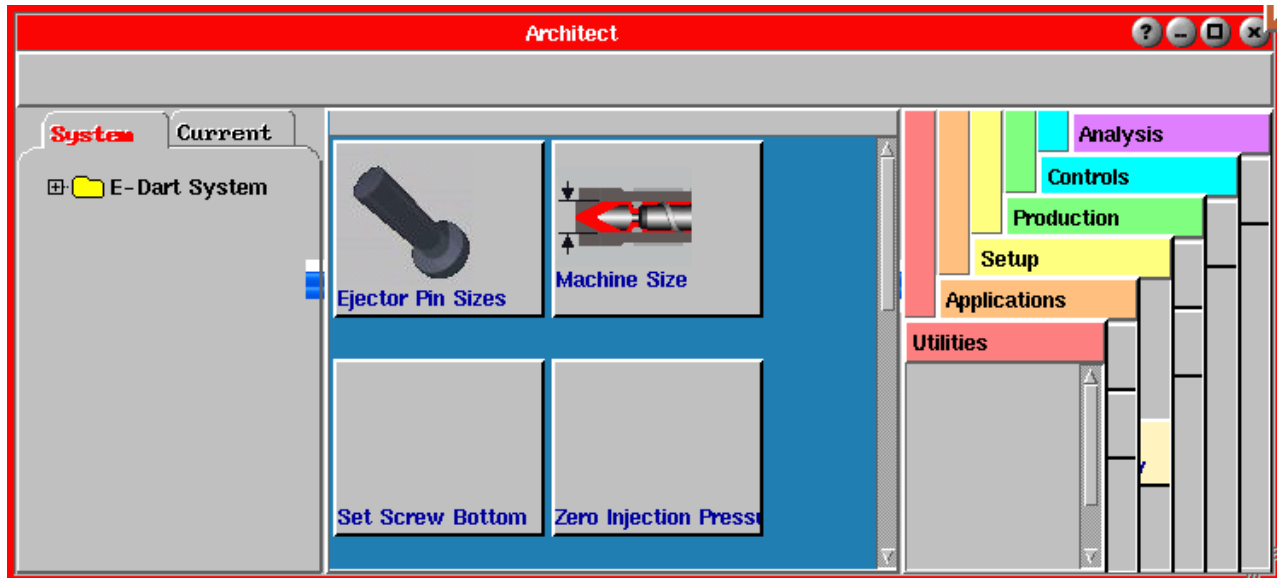 Architect
System
Current
E-Dart System
Ejector Pin Sizes
Machine Size
Set Screw Bottom
Zero Injection
Analysis
Controls
Production
Setup
Applications
Utilities